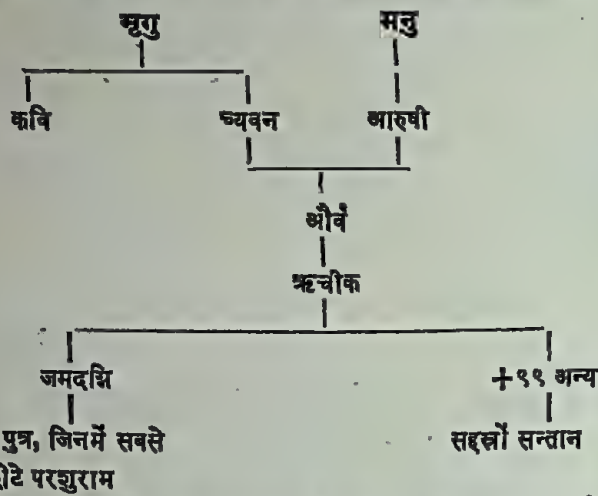 भृगु मनु
कवि च्यवन आरुषी
और्व
ऋचीक
जमदग्नि +९९ अन्य
पुत्र, जिनमें सबसे सहस्रों सन्तान
परशुराम